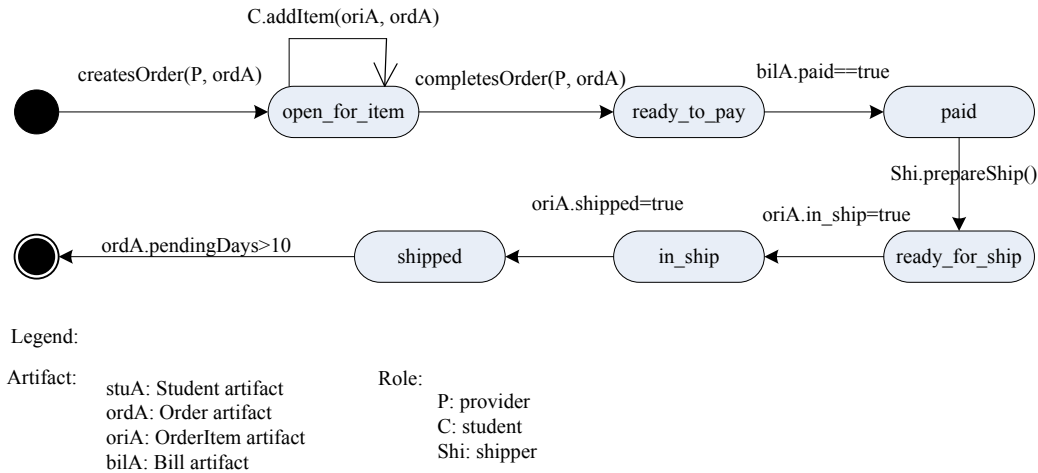 C.addItem(oriA, ordA)
createsOrder(P, ordA)
completesOrder(P, ordA)
bilA.paid==true
open_for_item
ready_to_pay
paid
Shi.prepareShip()
oriA.shipped=true
oriA.in_ship=true
ordA.pendingDays>10
shipped
in_ship
ready_for_ship
Legend:
Artifact:
stuA: Student artifact
ordA: Order artifact
oriA: OrderItem artifact
bilA: Bill artifact
Role:
P: provider
C: student
Shi: shipper